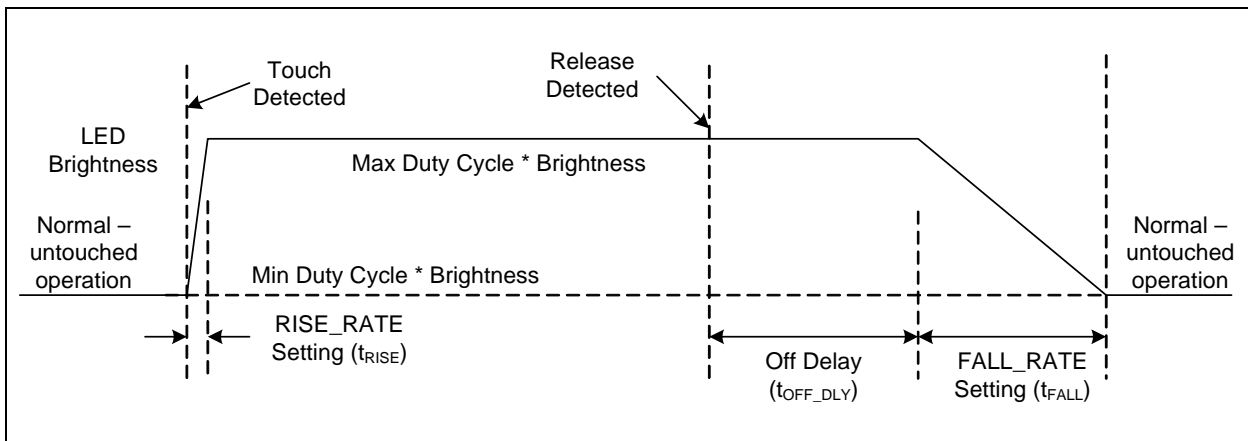 Touch
Detected
Release
Detected
LED
Brightness
Max Duty Cycle * Brightness
Normal –
untouched
operation
Min Duty Cycle * Brightness
Normal –
untouched
operation
RISE_RATE
Setting (tRISE)
Off Delay
(tOFF_DLY)
FALL_RATE
Setting (tFALL)